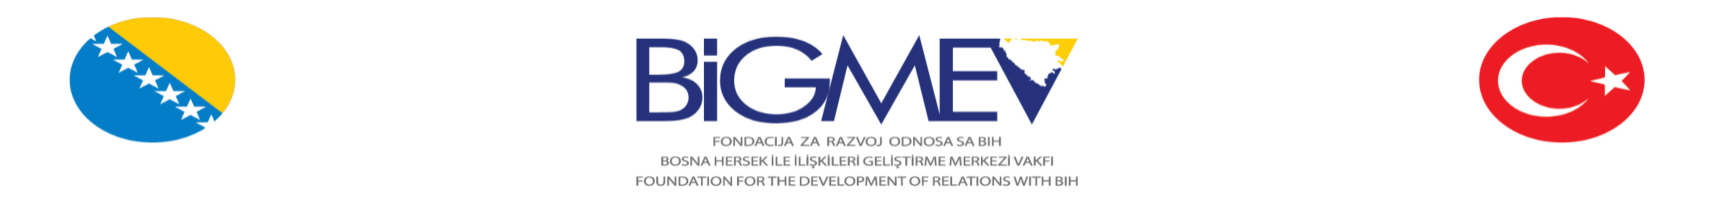 BiGMEV
FONDACIJA ZA RAZVOJ ODNOSA SA BIH
BOSNA HERSEK İLE İLİŞKİLERİ GELİŞTİRME MERKEZİ VAKFI
FOUNDATION FOR THE DEVELOPMENT OF RELATIONS WITH BIH